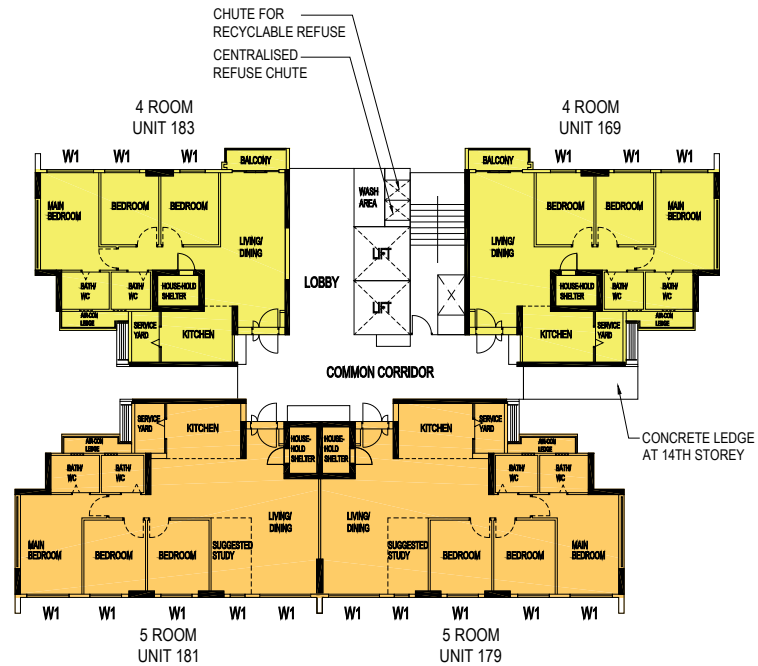 CHUTE FOR
RECYCLABLE REFUSE
CENTRALISED
REFUSE CHUTE
4 ROOM
UNIT 183
4 ROOM
UNIT 169
W1 W1 W1
W1 W1 W1
BALCONY
BALCONY
MAIN
BEDROOM
BEDROOM
BEDROOM
LIVING/
DINING
WASH
AREA
LIVING/
DINING
BEDROOM
BEDROOM
MAIN
BEDROOM
LIFT
LOBBY
LIFT
BATH/
WC
BATH/
WC
HOUSE-HOLD
SHELTER
HOUSE-HOLD
SHELTER
BATH/
WC
BATH/
WC
AIR-CON
LEDGE
SERVICE
YARD
KITCHEN
KITCHEN
SERVICE
YARD
AIR-CON
LEDGE
COMMON CORRIDOR
CONCRETE LEDGE
AT 14TH STOREY
SERVICE
YARD
KITCHEN
HOUSE-
HOLD
SHELTER
HOUSE-
HOLD
SHELTER
KITCHEN
SERVICE
YARD
AIR-CON
LEDGE
BATH/
WC
BATH/
WC
AIR-CON
LEDGE
BATH/
WC
BATH/
WC
MAIN
BEDROOM
BEDROOM
BEDROOM
SUGGESTED
STUDY
LIVING/
DINING
LIVING/
DINING
SUGGESTED
STUDY
BEDROOM
BEDROOM
MAIN
BEDROOM
W1 W1 W1 W1 W1
W1 W1 W1 W1 W1
5 ROOM
UNIT 181
5 ROOM
UNIT 179